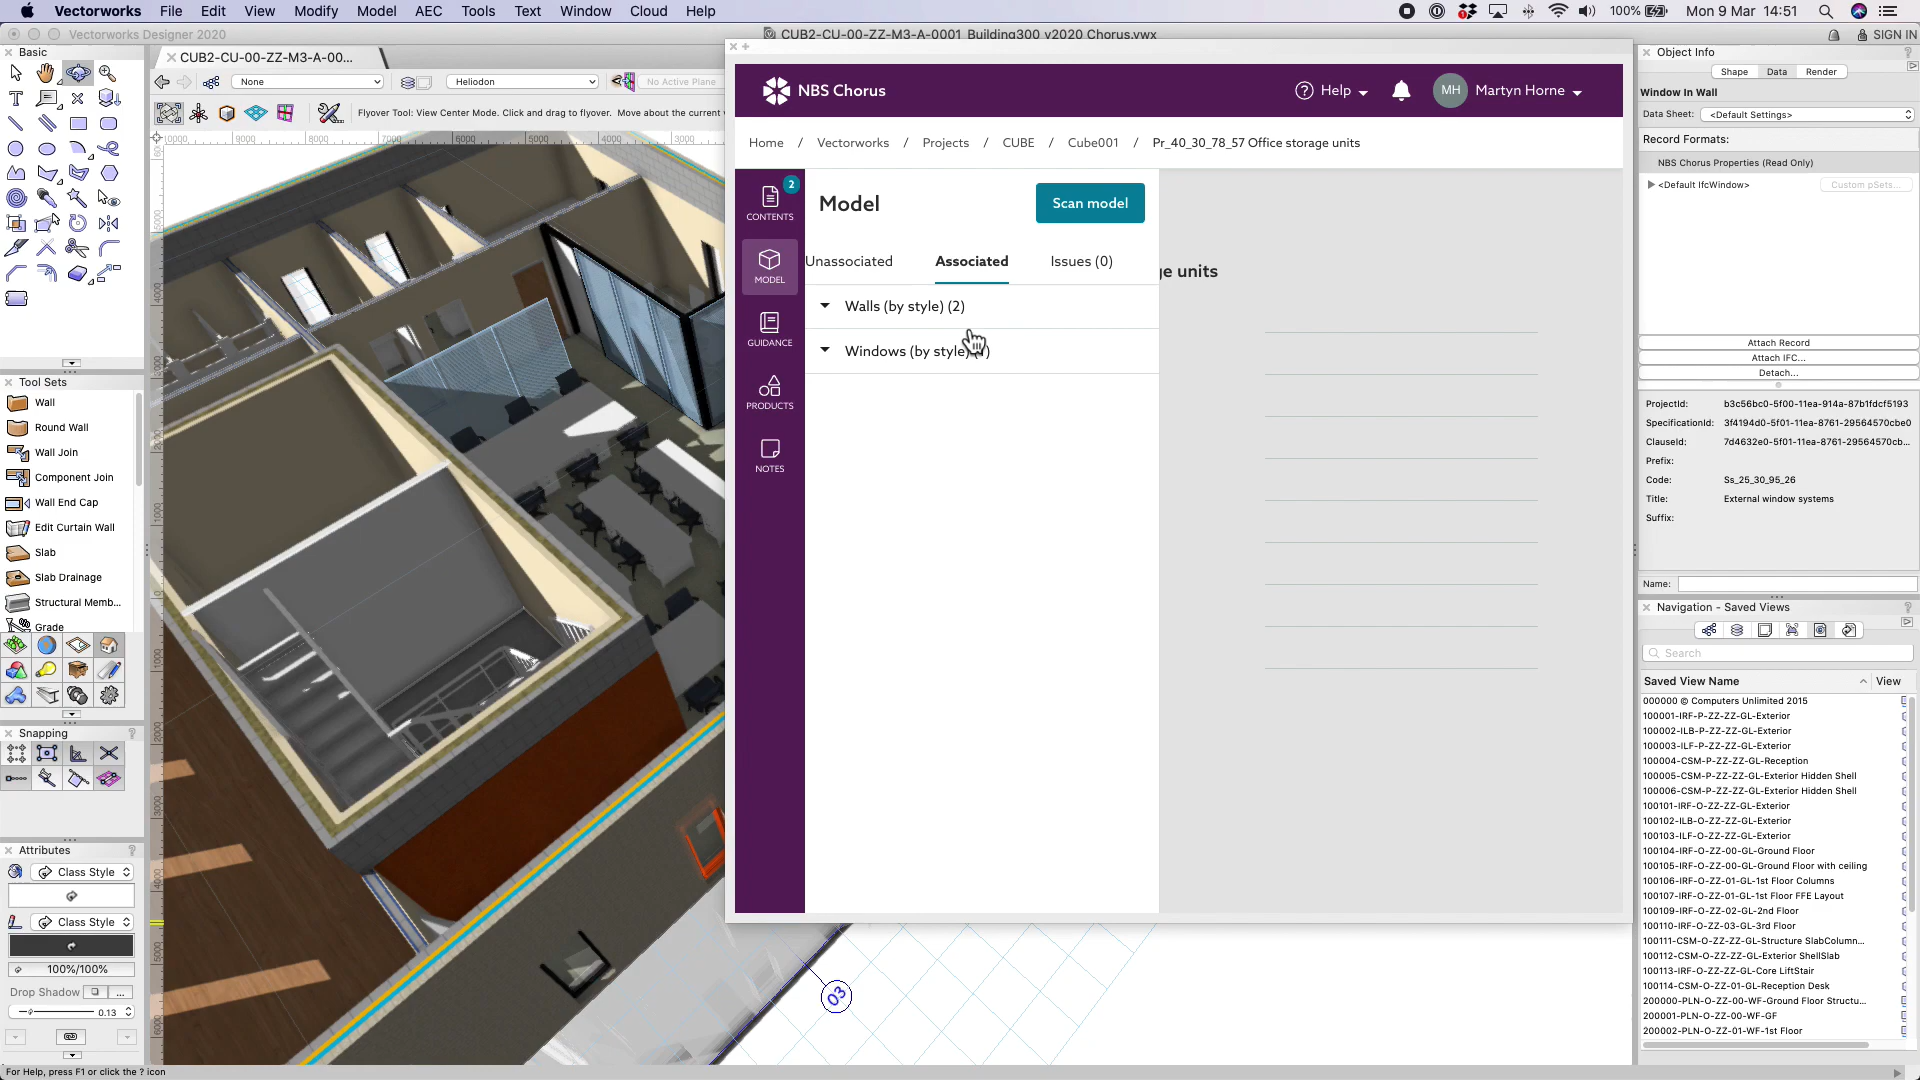 Vectorworks File Edit View Modify Model AEC Tools Text Window Cloud Help
100% Mon 9 Mar 14:51
Vectorworks Designer 2020
CUB2-CU-00-ZZ-M3-A-0001 Building300 v2020 Chorus.vwx
SIGN IN
Basic
CUB2-CU-00-ZZ-M3-A-00...
None
Heliodon
No Active Plane
Flyover Tool: View Center Mode. Click and drag to flyover. Move about the current
NBS Chorus
Help
MH
Martyn Horne
Home / Vectorworks / Projects / CUBE / Cube001 / Pr_40_30_78_57 Office storage units
2
CONTENTS
MODEL
GUIDANCE
PRODUCTS
NOTES
Model
Scan model
Unassociated
Associated
Issues (0)
Walls (by style) (2)
Windows (by style)
ge units
03
Tool Sets
Wall
Round Wall
Wall Join
Component Join
Wall End Cap
Edit Curtain Wall
Slab
Slab Drainage
Structural Memb...
Grade
Snapping
Attributes
Class Style
Class Style
100%/100%
Drop Shadow
...
0.13
For Help, press F1 or click the ? icon
Object Info
Shape
Data
Render
Window In Wall
Data Sheet: <Default Settings>
Record Formats:
NBS Chorus Properties (Read Only)
<Default IfcWindow>
Custom pSets...
Attach Record
Attach IFC...
Detach...
ProjectId: b3c56bc0-5f00-11ea-914a-87b1fdcf5193
SpecificationId: 3f4194d0-5f01-11ea-8761-29564570cbe0
ClauseId: 7d4632e0-5f01-11ea-8761-29564570cb...
Prefix:
Code: Ss_25_30_95_26
Title: External window systems
Suffix:
Name:
Navigation - Saved Views
Search
Saved View Name
View
000000 © Computers Unlimited 2015
100001-IRF-P-ZZ-ZZ-GL-Exterior
100002-ILB-P-ZZ-ZZ-GL-Exterior
100003-ILF-P-ZZ-ZZ-GL-Exterior
100004-CSM-P-ZZ-ZZ-GL-Reception
100005-CSM-P-ZZ-ZZ-GL-Exterior Hidden Shell
100006-CSM-P-ZZ-ZZ-GL-Exterior Hidden Shell
100101-IRF-O-ZZ-ZZ-GL-Exterior
100102-ILB-O-ZZ-ZZ-GL-Exterior
100103-ILF-O-ZZ-ZZ-GL-Exterior
100104-IRF-O-ZZ-00-GL-Ground Floor
100105-IRF-O-ZZ-00-GL-Ground Floor with ceiling
100106-IRF-O-ZZ-01-GL-1st Floor Columns
100107-IRF-O-ZZ-01-GL-1st Floor FFE Layout
100109-IRF-O-ZZ-02-GL-2nd Floor
100110-IRF-O-ZZ-03-GL-3rd Floor
100111-CSM-O-ZZ-ZZ-GL-Structure SlabColumn...
100112-CSM-O-ZZ-ZZ-GL-Exterior ShellSlab
100113-IRF-O-ZZ-ZZ-GL-Core LiftStair
100114-CSM-O-ZZ-01-GL-Reception Desk
200000-PLN-O-ZZ-00-WF-Ground Floor Structu...
200001-PLN-O-ZZ-00-WF-GF
200002-PLN-O-ZZ-01-WF-1st Floor